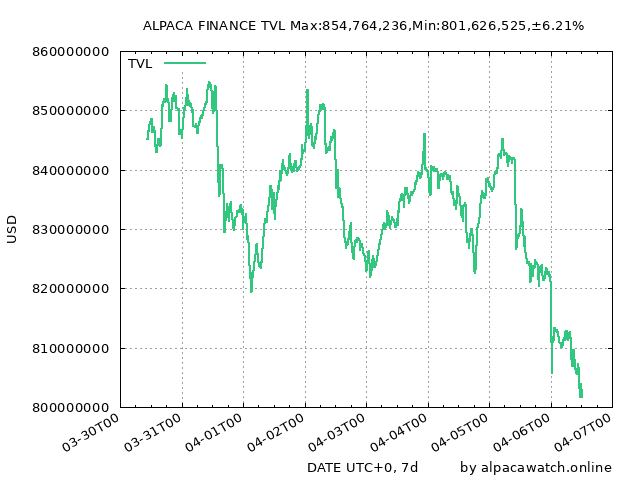 ALPACA FINANCE TVL Max:854,764,236,Min:801,626,525,±6.21%
TVL
860000000
850000000
840000000
830000000
820000000
810000000
800000000
USD
03-30T00
03-31T00
04-01T00
04-02T00
04-03T00
04-04T00
04-05T00
04-06T00
04-07T00
DATE UTC+0, 7d
by alpacawatch.online